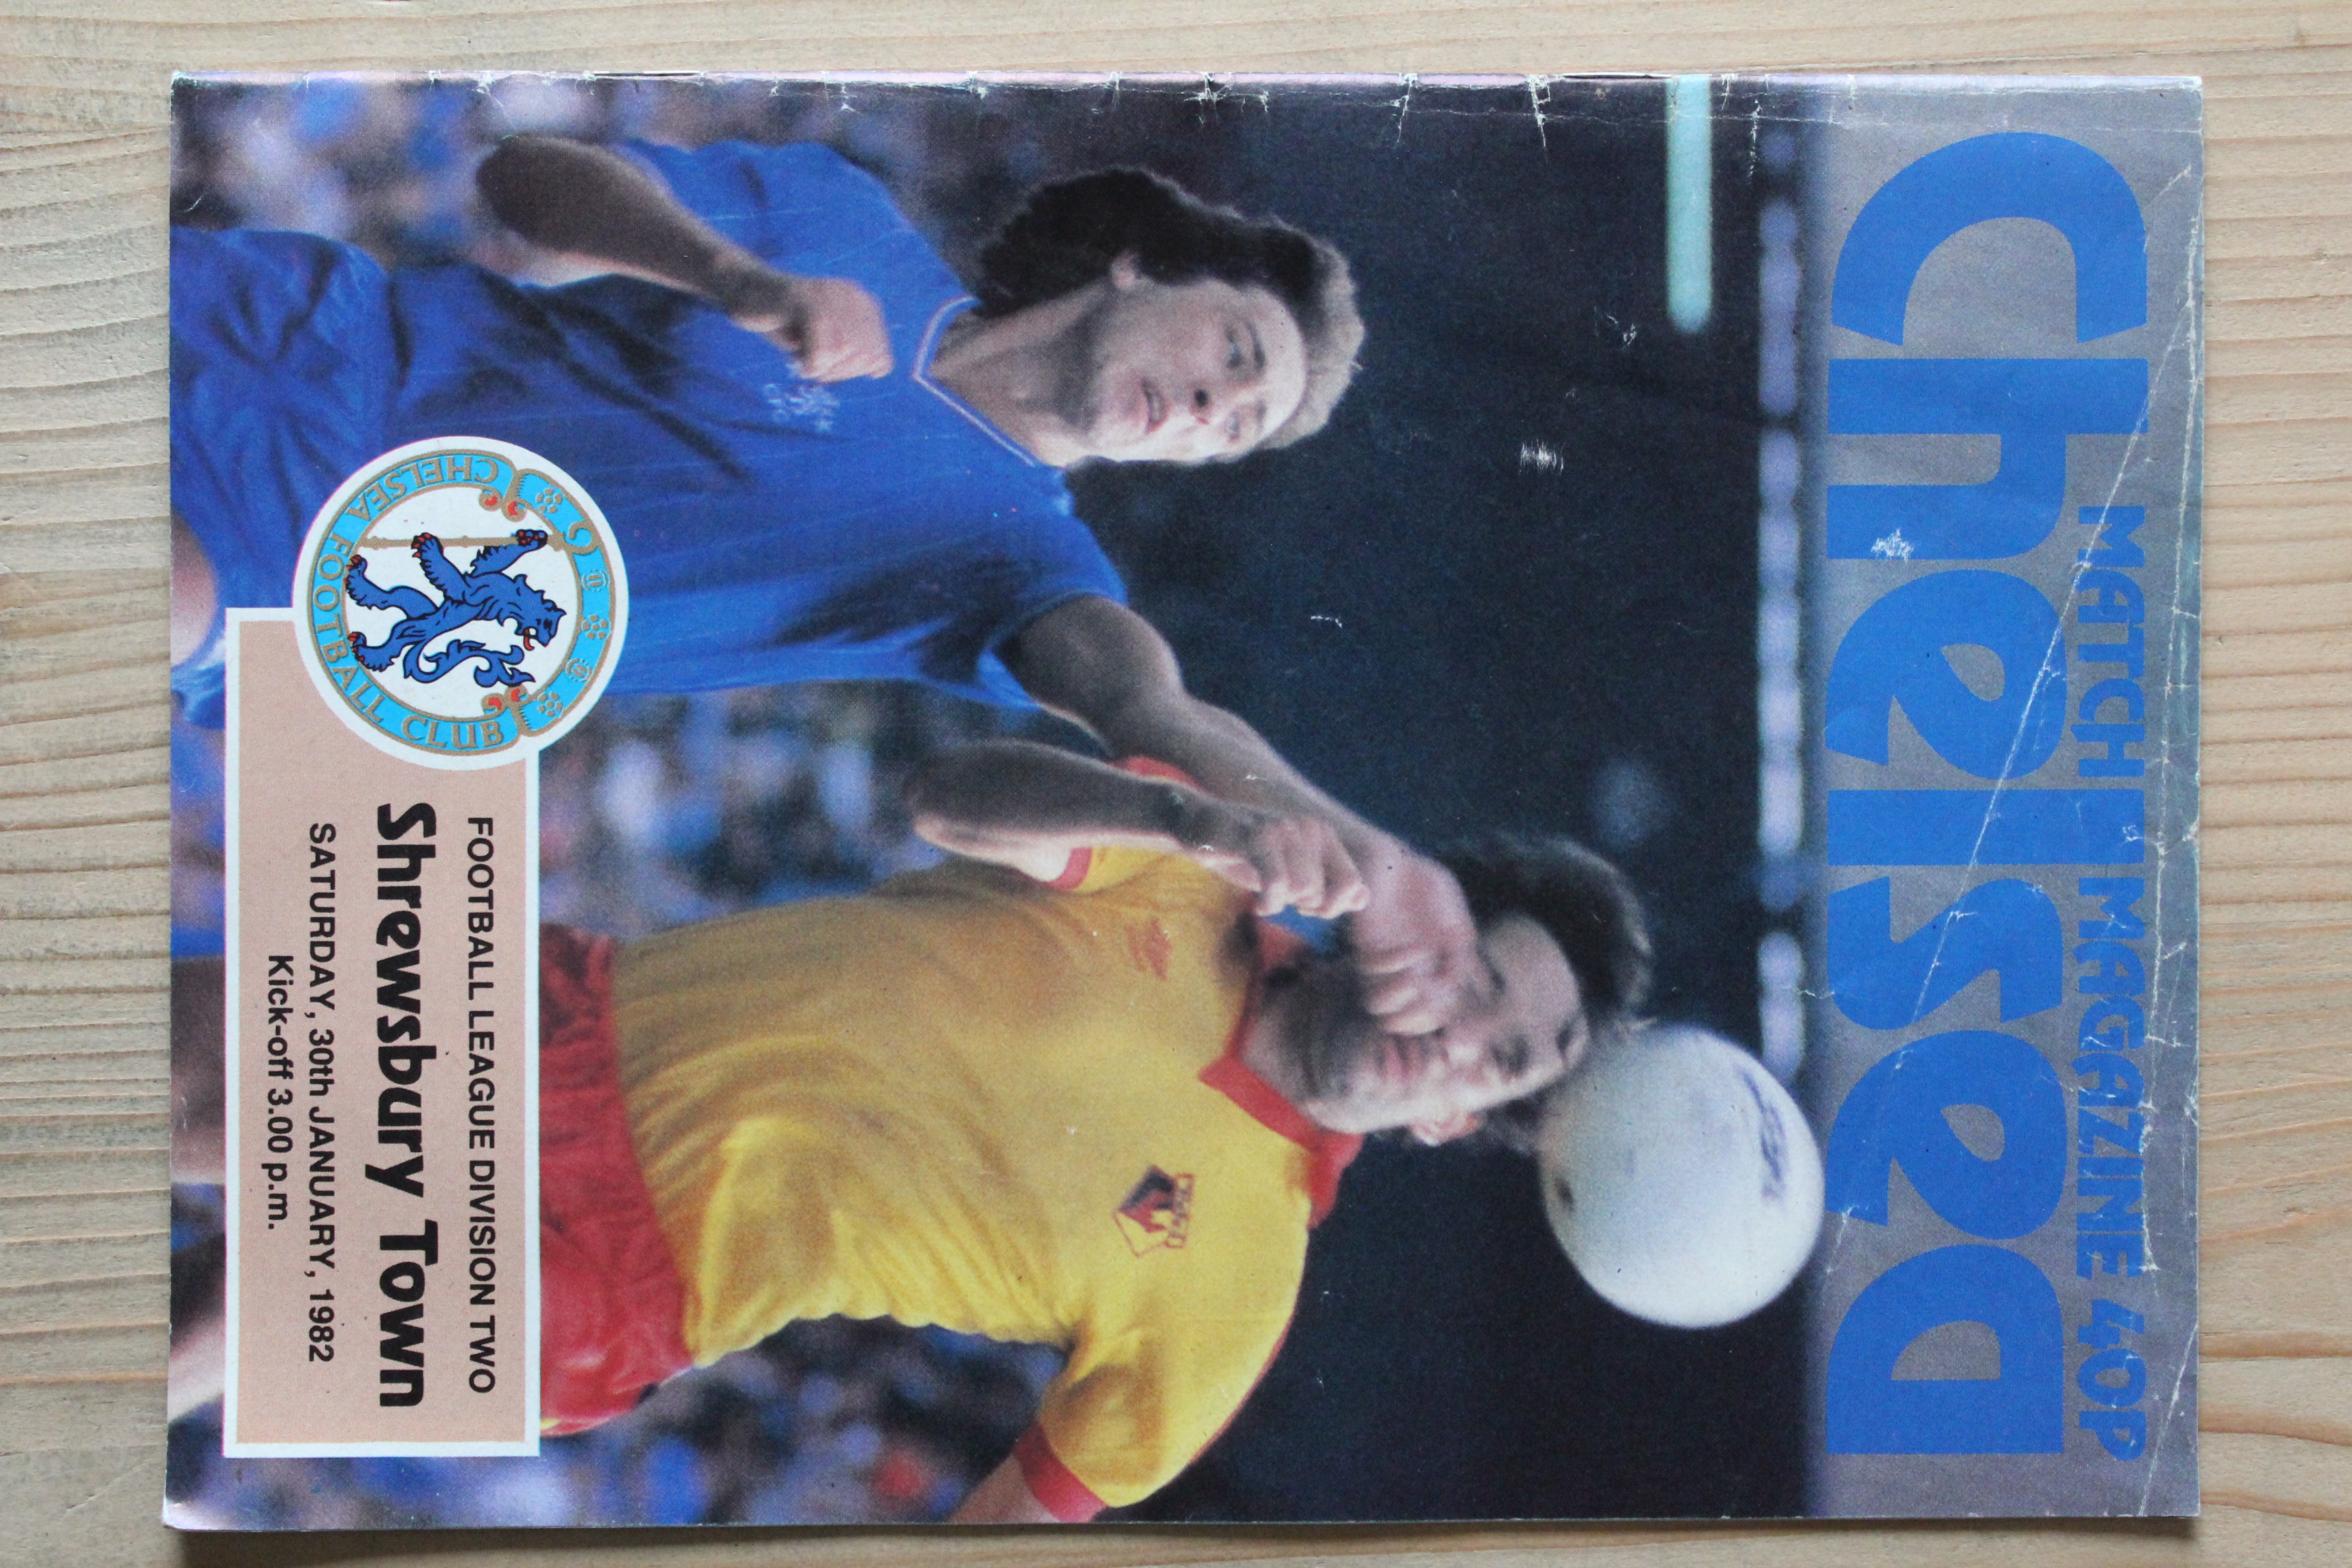 MATCH MAGAZINE 40P
Chelsea
CHELSEA FOOTBALL CLUB
FOOTBALL LEAGUE DIVISION TWO
Shrewsbury Town
SATURDAY, 30th JANUARY, 1982
Kick-off 3.00 p.m.